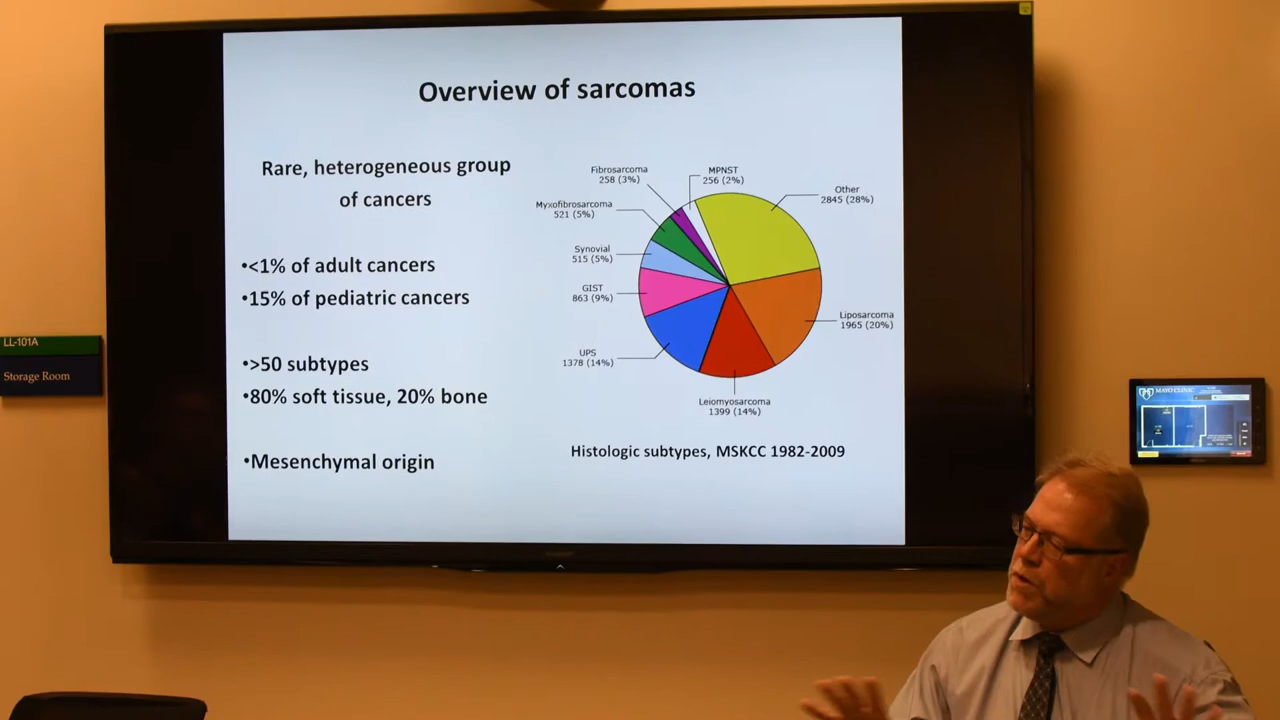 Overview of sarcomas
Rare, heterogeneous group
of cancers
•<1% of adult cancers
•15% of pediatric cancers
•>50 subtypes
•80% soft tissue, 20% bone
•Mesenchymal origin
Fibrosarcoma
258 (3%)
MPNST
256 (2%)
Other
2845 (28%)
Myxofibrosarcoma
521 (5%)
Synovial
515 (5%)
GIST
863 (9%)
Liposarcoma
1965 (20%)
UPS
1378 (14%)
Leiomyosarcoma
1399 (14%)
Histologic subtypes, MSKCC 1982-2009
LL-101A
Storage Room
MAYO CLINIC